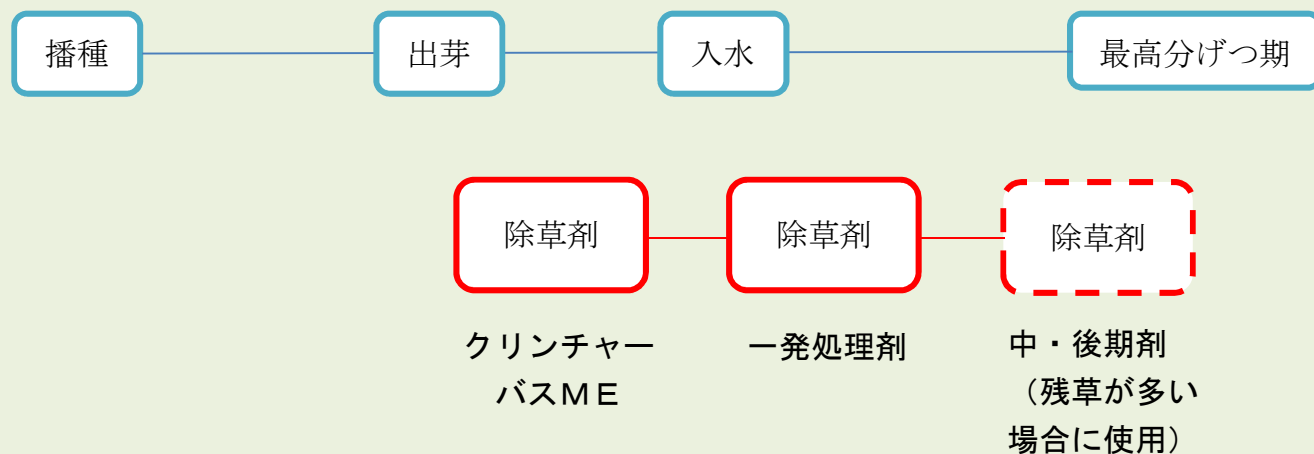 播種
出芽
入水
最高分げつ期
除草剤
除草剤
除草剤
クリンチャー
バスＭＥ
一発処理剤
中・後期剤
（残草が多い
場合に使用）